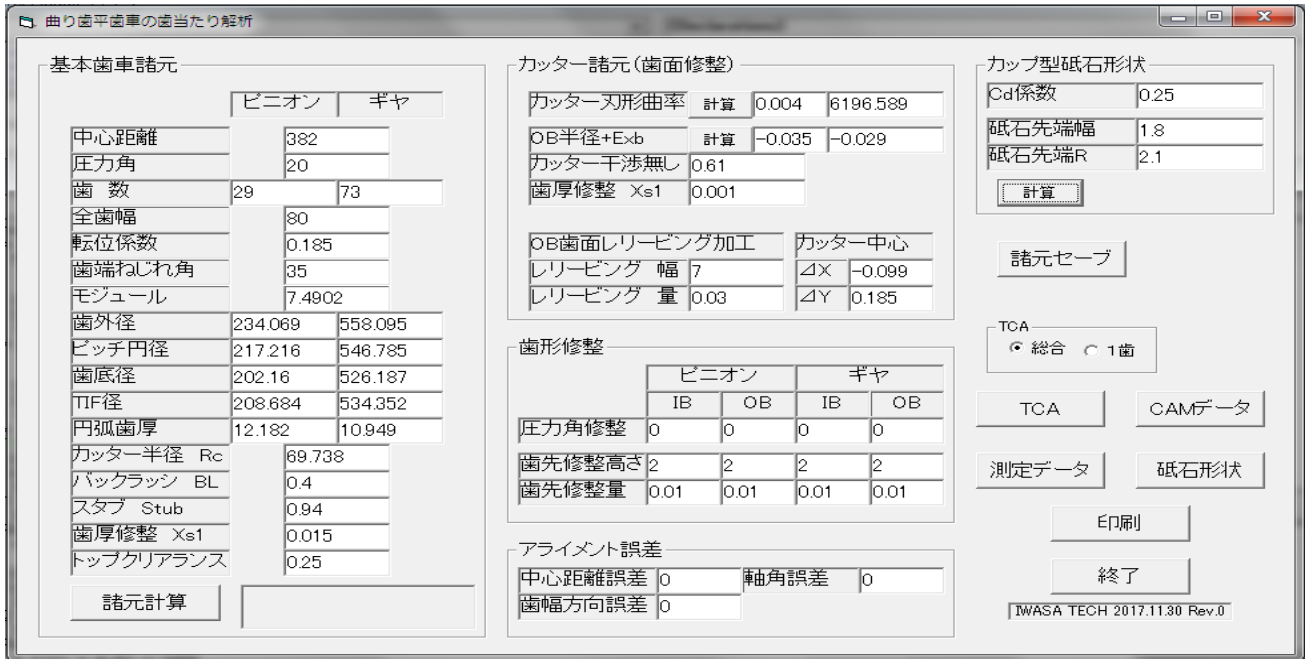 曲り歯平歯車の歯当たり解析
基本歯車諸元
ピニオン ギヤ
中心距離 382
圧力角 20
歯 数 29 73
全歯幅 80
転位係数 0.185
歯端ねじれ角 35
モジュール 7.4902
歯外径 234.069 558.095
ピッチ円径 217.216 546.785
歯底径 202.16 526.187
TIF径 208.684 534.352
円弧歯厚 12.182 10.949
カッター半径 Rc 69.738
バックラッシ BL 0.4
スタブ Stub 0.94
歯厚修整 Xs1 0.015
トップクリアランス 0.25
諸元計算
カッター諸元(歯面修整)
カッター刃形曲率 計算 0.004 6196.589
OB半径+Exb 計算 -0.035 -0.029
カッター干渉無し 0.61
歯厚修整 Xs1 0.001
OB歯面レリービング加工 カッター中心
レリービング 幅 7 ⊿X -0.099
レリービング 量 0.03 ⊿Y 0.185
歯形修整
ピニオン ギヤ
IB OB IB OB
圧力角修整 0 0 0 0
歯先修整高さ 2 2 2 2
歯先修整量 0.01 0.01 0.01 0.01
アライメント誤差
中心距離誤差 0 軸角誤差 0
歯幅方向誤差 0
カップ型砥石形状
Cd係数 0.25
砥石先端幅 1.8
砥石先端R 2.1
計算
諸元セーブ
TCA
総合 1歯
TCA CAMデータ
測定データ 砥石形状
印刷
終了
IWASA TECH 2017.11.30 Rev.0